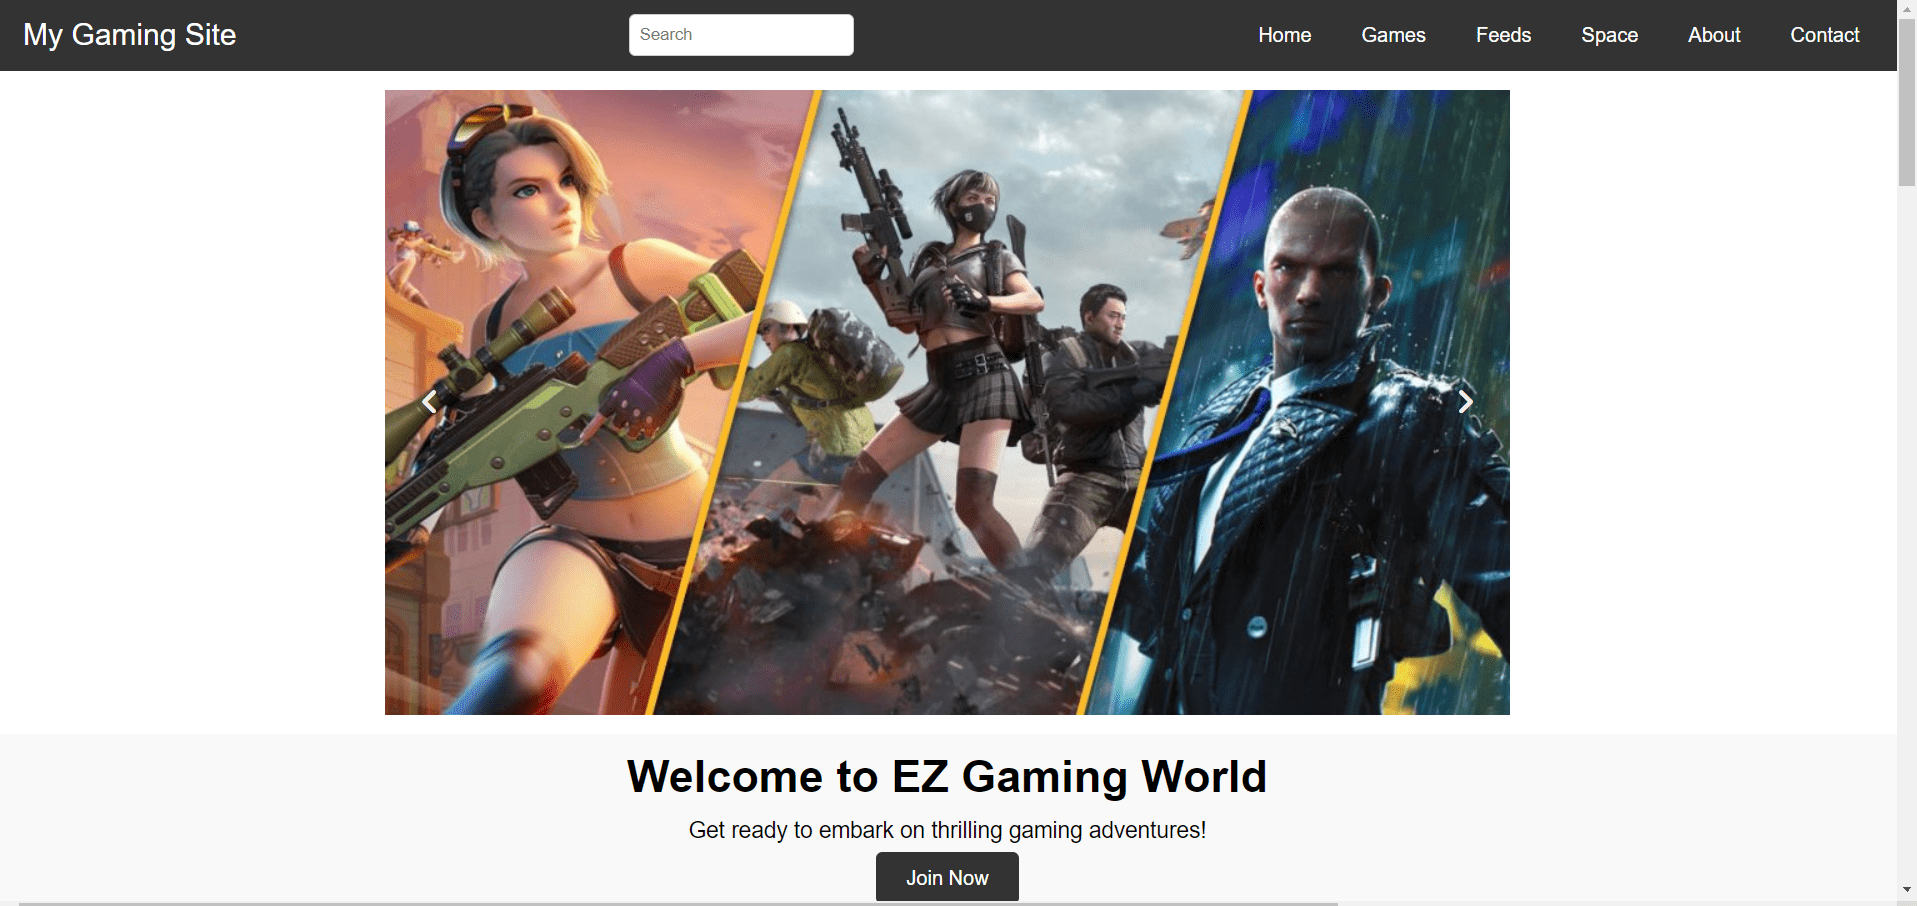 My Gaming Site
Search
Home Games Feeds Space About Contact
Welcome to EZ Gaming World
Get ready to embark on thrilling gaming adventures!
Join Now